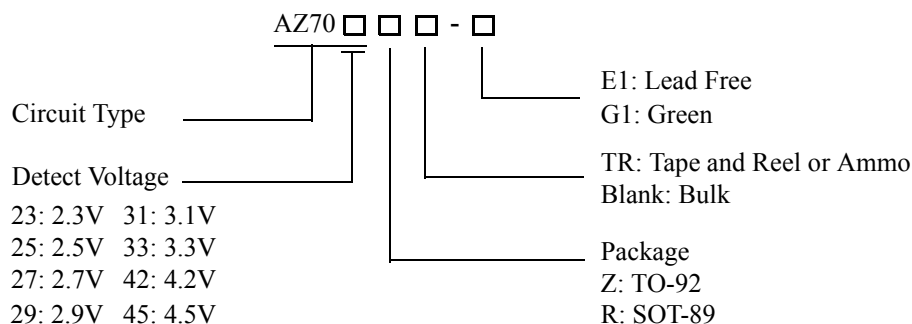 AZ70 □ □ □ - □
Circuit Type
Detect Voltage
23: 2.3V 31: 3.1V
25: 2.5V 33: 3.3V
27: 2.7V 42: 4.2V
29: 2.9V 45: 4.5V
E1: Lead Free
G1: Green
TR: Tape and Reel or Ammo
Blank: Bulk
Package
Z: TO-92
R: SOT-89